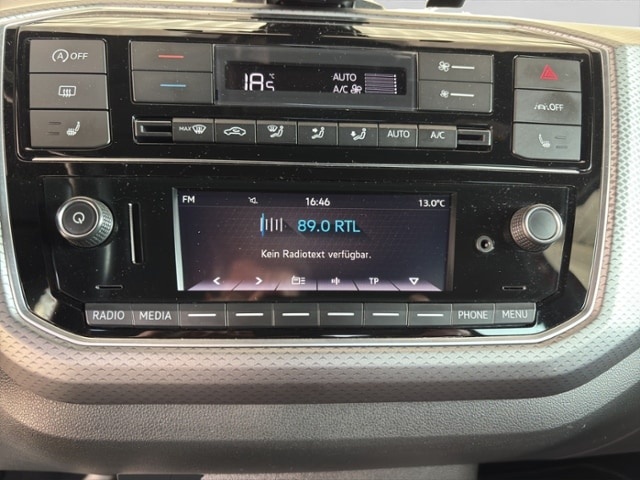 OFF
18.5 °C AUTO
A/C
OFF
MAX AUTO A/C
FM 16:46 13.0°C
89.0 RTL
Kein Radiotext verfügbar.
< > TP
RADIO MEDIA PHONE MENU